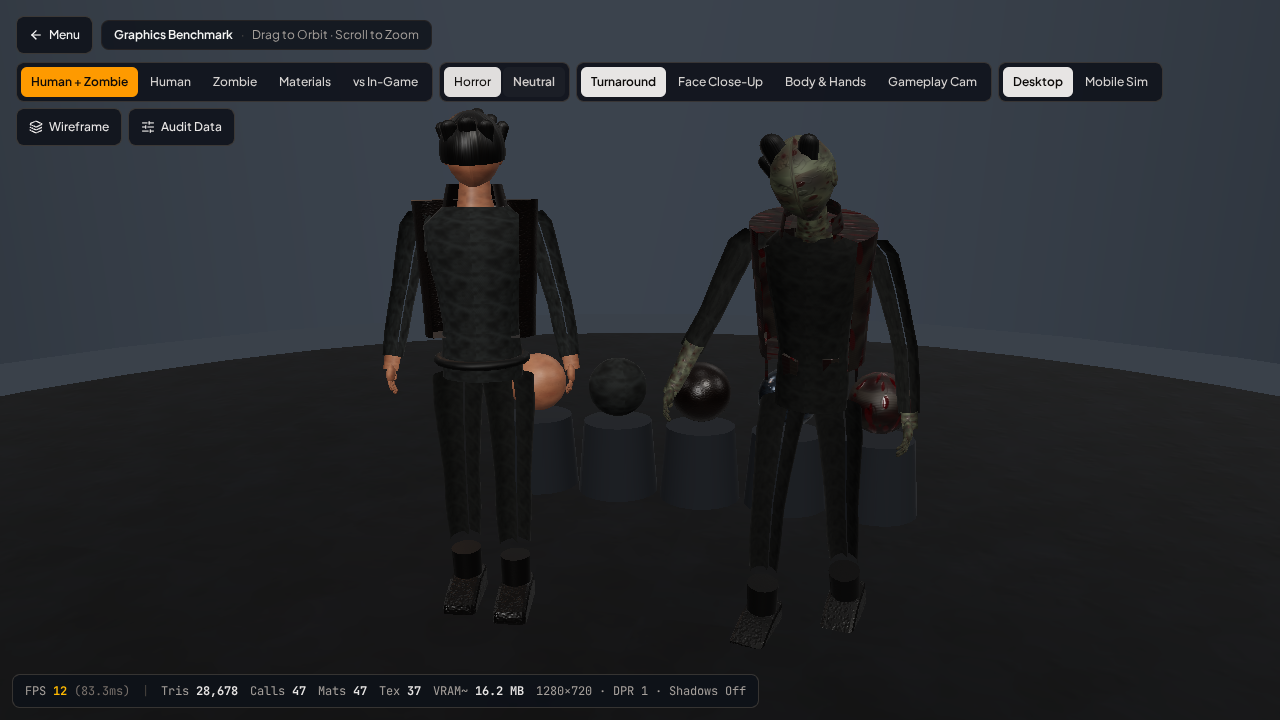 Menu
Graphics Benchmark · Drag to Orbit · Scroll to Zoom
Human + Zombie Human Zombie Materials vs In-Game Horror Neutral Turnaround Face Close-Up Body & Hands Gameplay Cam Desktop Mobile Sim
Wireframe Audit Data
FPS 12 (83.3ms) | Tris 28,678 Calls 47 Mats 47 Tex 37 VRAM~ 16.2 MB 1280×720 · DPR 1 · Shadows Off